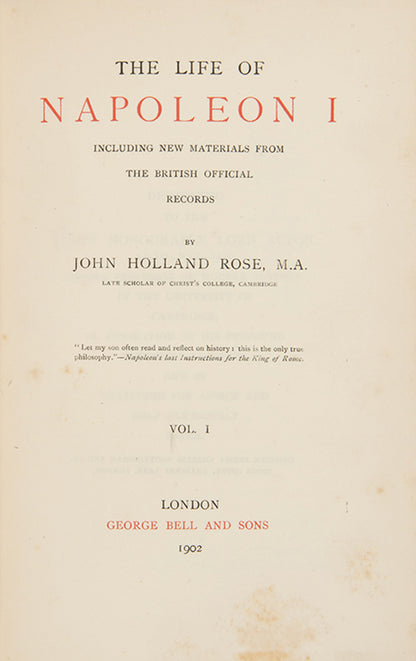 THE LIFE OF
NAPOLEON I
INCLUDING NEW MATERIALS FROM
THE BRITISH OFFICIAL
RECORDS
BY
JOHN HOLLAND ROSE, M.A.
LATE SCHOLAR OF CHRIST'S COLLEGE, CAMBRIDGE
"Let my son often read and reflect on history: this is the only true
philosophy."—Napoleon's last Instructions for the King of Rome.
VOL. I
LONDON
GEORGE BELL AND SONS
1902